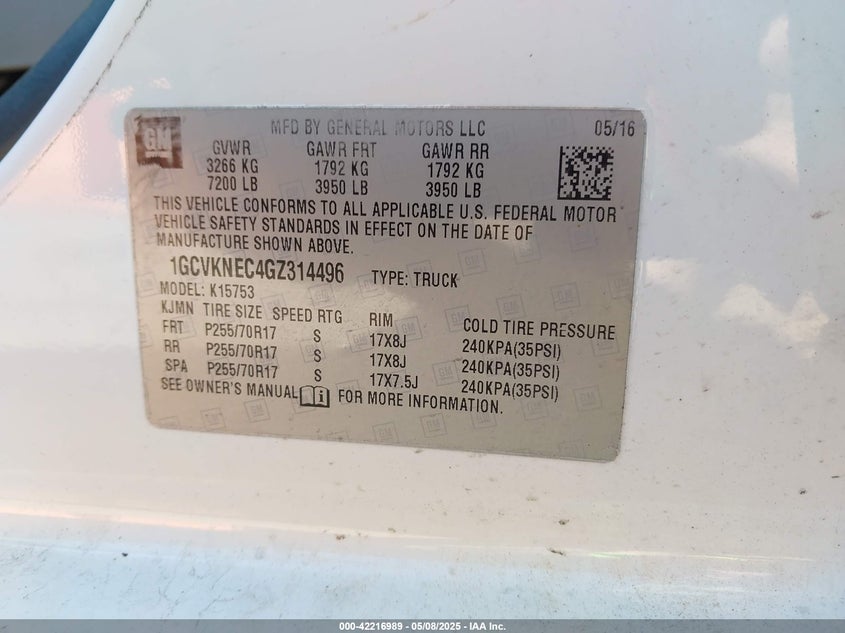 GM
MFD BY GENERAL MOTORS LLC 05/16
GVWR GAWR FRT GAWR RR
3266 KG 1792 KG 1792 KG
7200 LB 3950 LB 3950 LB
THIS VEHICLE CONFORMS TO ALL APPLICABLE U.S. FEDERAL MOTOR
VEHICLE SAFETY STANDARDS IN EFFECT ON THE DATE OF
MANUFACTURE SHOWN ABOVE.
1GCVKNEC4GZ314496 TYPE: TRUCK
MODEL: K15753
KJMN TIRE SIZE SPEED RTG RIM COLD TIRE PRESSURE
FRT P255/70R17 S 17X8J 240KPA(35PSI)
RR P255/70R17 S 17X8J 240KPA(35PSI)
SPA P255/70R17 S 17X7.5J 240KPA(35PSI)
SEE OWNER'S MANUAL i FOR MORE INFORMATION.
000-42216989 - 05/08/2025 - IAA Inc.